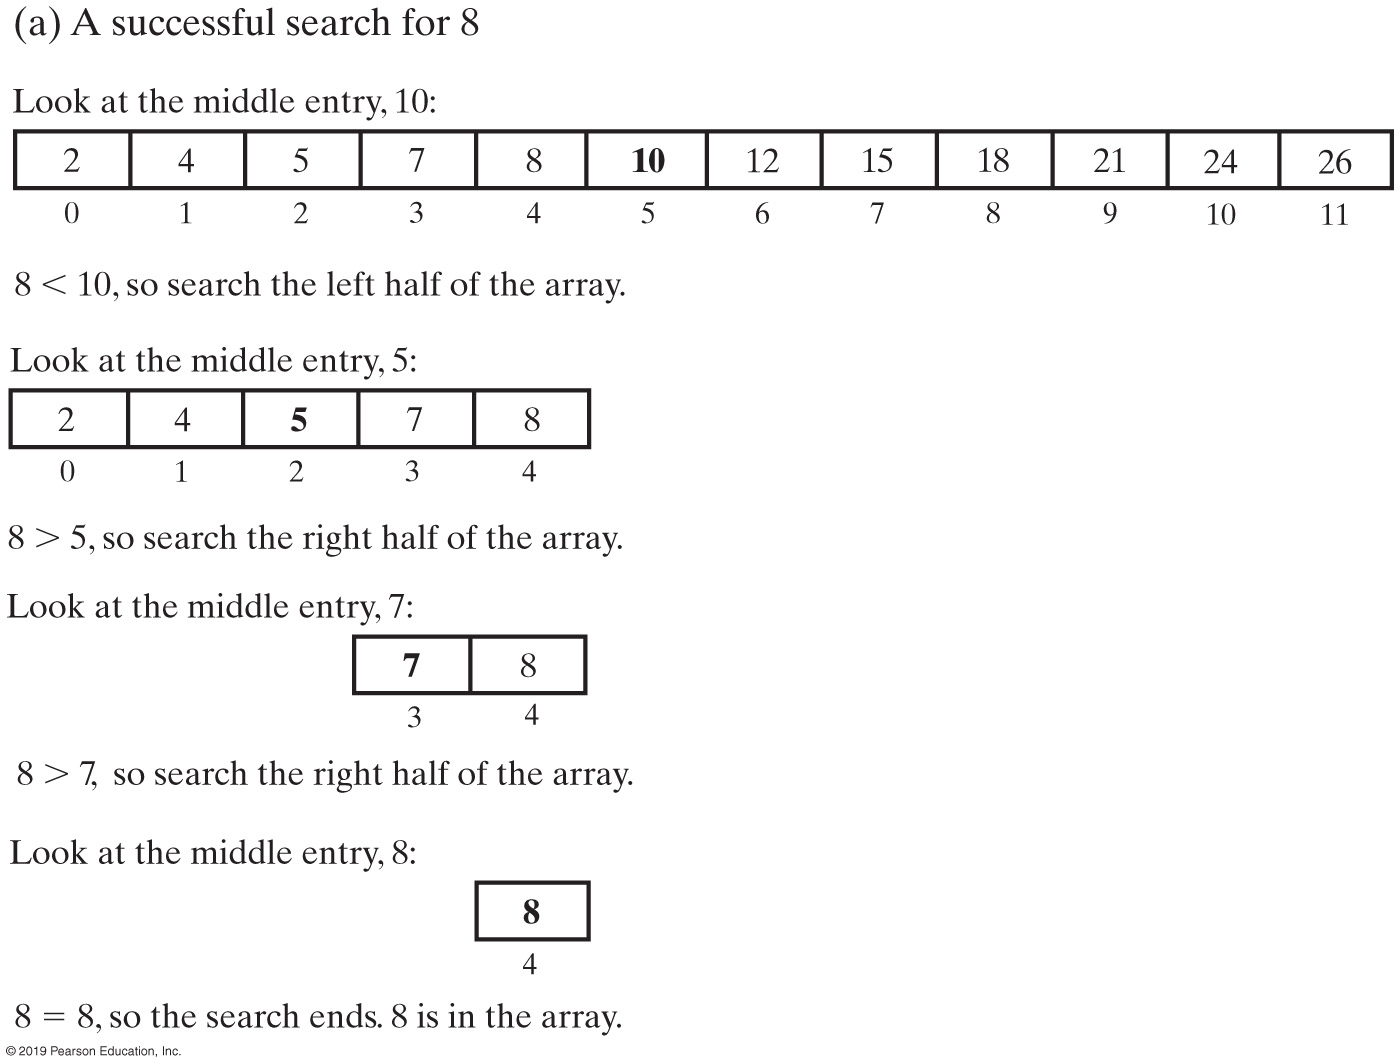 (a) A successful search for 8
Look at the middle entry, 10:
2 4 5 7 8 10 12 15 18 21 24 26
0 1 2 3 4 5 6 7 8 9 10 11
8 < 10, so search the left half of the array.
Look at the middle entry, 5:
2 4 5 7 8
0 1 2 3 4
8 > 5, so search the right half of the array.
Look at the middle entry, 7:
7 8
3 4
8 > 7, so search the right half of the array.
Look at the middle entry, 8:
8
4
8 = 8, so the search ends. 8 is in the array.
© 2019 Pearson Education, Inc.